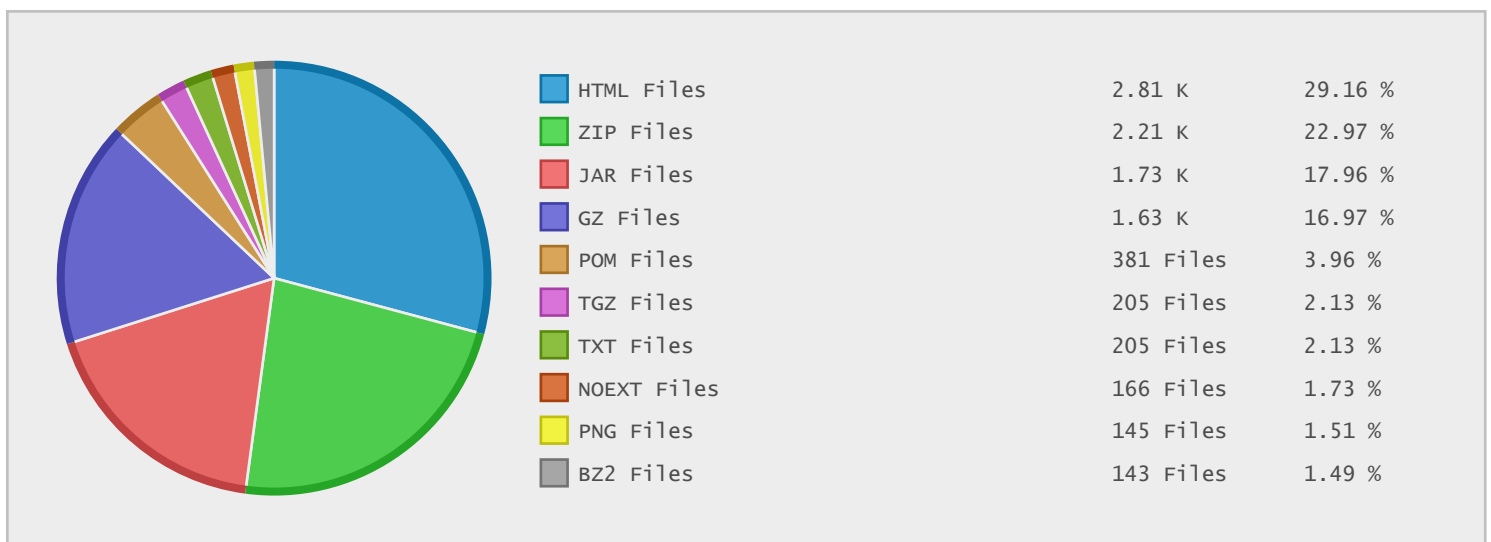 HTML Files 2.81 K 29.16 %
ZIP Files 2.21 K 22.97 %
JAR Files 1.73 K 17.96 %
GZ Files 1.63 K 16.97 %
POM Files 381 Files 3.96 %
TGZ Files 205 Files 2.13 %
TXT Files 205 Files 2.13 %
NOEXT Files 166 Files 1.73 %
PNG Files 145 Files 1.51 %
BZ2 Files 143 Files 1.49 %